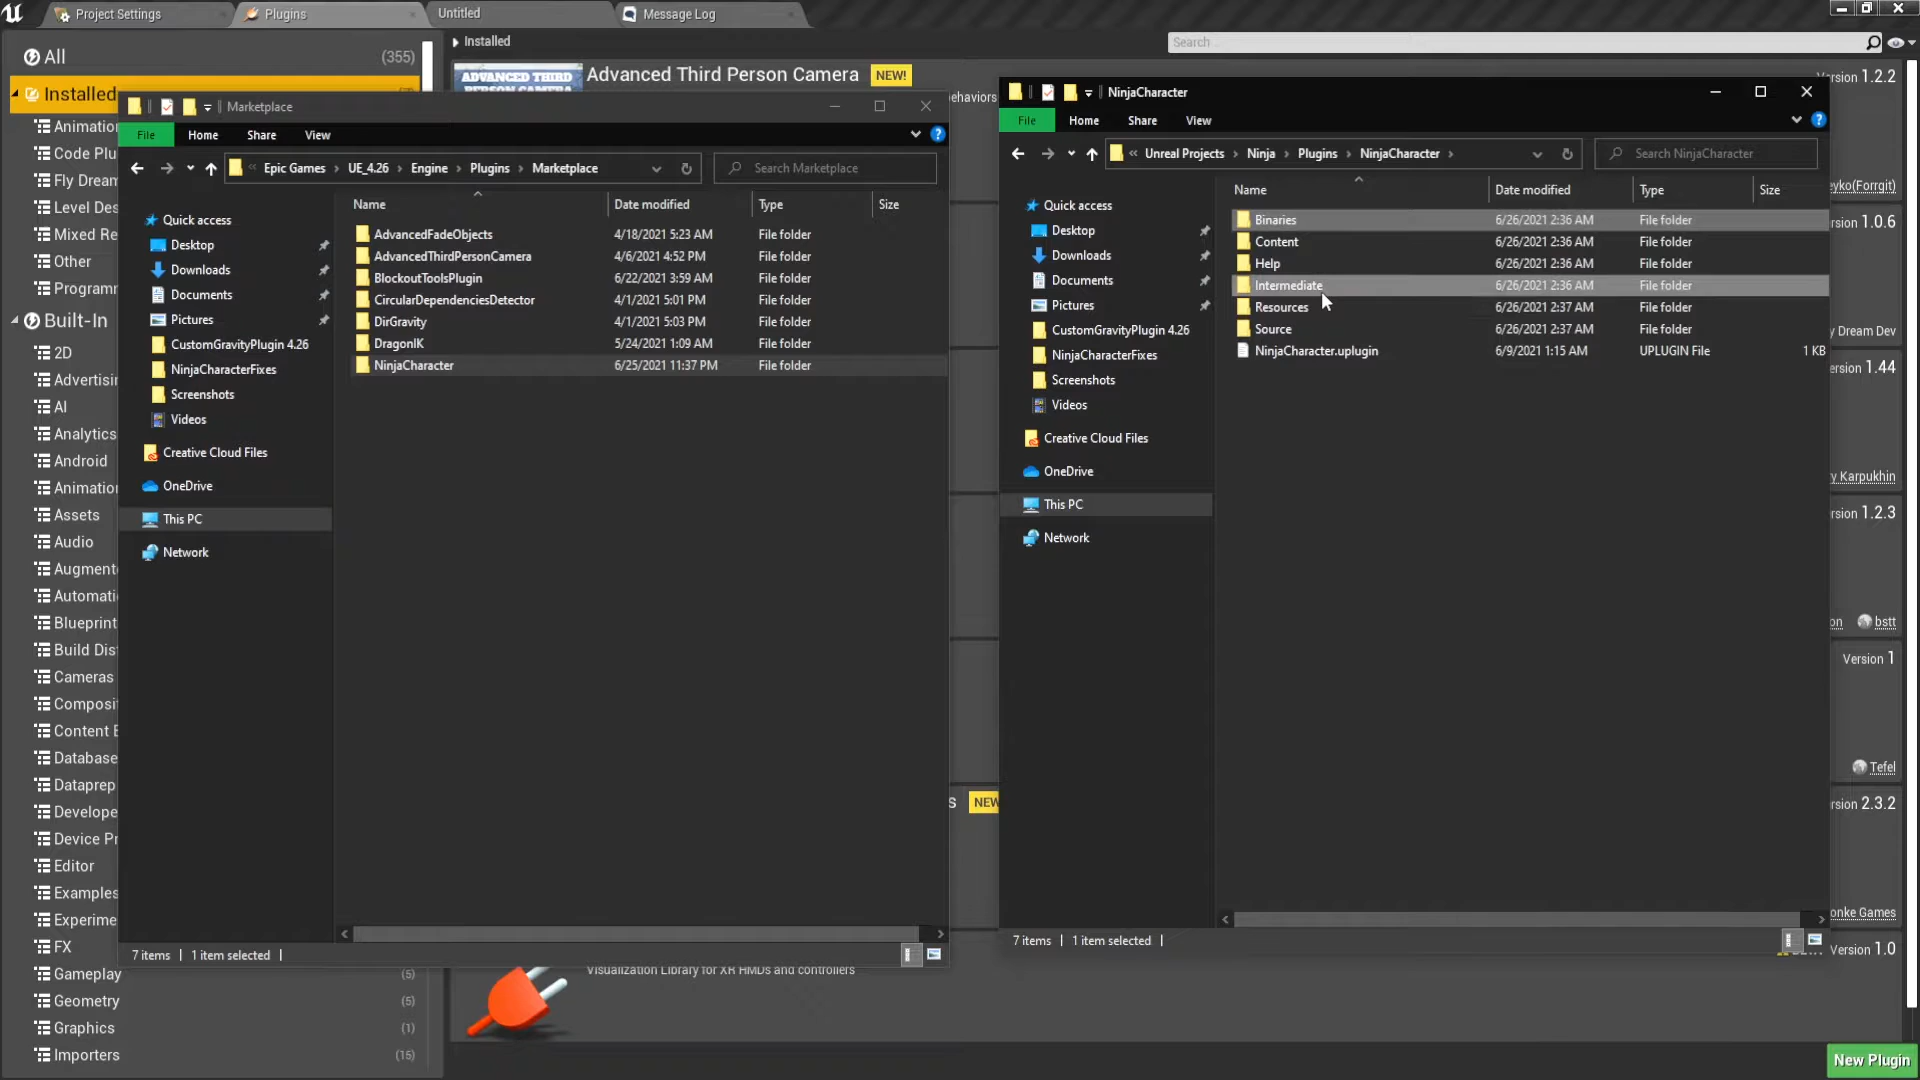 Project Settings
Plugins
Untitled
Message Log
All (355)
Installed
Animation
Code Plu
Fly Dream
Level Des
Mixed Re
Other
Programm
Built-In
2D
Advertisin
AI
Analytics
Android
Animation
Assets
Audio
Augmente
Automati
Blueprint
Build Dis
Cameras
Composi
Content E
Database
Dataprep
Develope
Device Pr
Editor
Examples
Experime
FX
Gameplay (5)
Geometry (5)
Graphics (1)
Importers (15)
Installed
Search
ADVANCED THIRD
PERSON CAMERA
Advanced Third Person Camera NEW!
ehaviors
Version 1.2.2
eyko(Forrgit)
rsion 1.0.6
y Dream Dev
ersion 1.44
y Karpukhin
rsion 1.2.3
on bstt
Version 1
Tefel
s NEW
rsion 2.3.2
onke Games
Version 1.0
Visualization Library for XR HMDs and controllers
New Plugin
Marketplace
File Home Share View
Epic Games UE_4.26 Engine Plugins Marketplace
Search Marketplace
Quick access
Desktop
Downloads
Documents
Pictures
CustomGravityPlugin 4.26
NinjaCharacterFixes
Screenshots
Videos
Creative Cloud Files
OneDrive
This PC
Network
Name Date modified Type Size
AdvancedFadeObjects 4/18/2021 5:23 AM File folder
AdvancedThirdPersonCamera 4/6/2021 4:52 PM File folder
BlockoutToolsPlugin 6/22/2021 3:59 AM File folder
CircularDependenciesDetector 4/1/2021 5:01 PM File folder
DirGravity 4/1/2021 5:03 PM File folder
DragonIK 5/24/2021 1:09 AM File folder
NinjaCharacter 6/25/2021 11:37 PM File folder
7 items 1 item selected
NinjaCharacter
File Home Share View
Unreal Projects Ninja Plugins NinjaCharacter
Search NinjaCharacter
Quick access
Desktop
Downloads
Documents
Pictures
CustomGravityPlugin 4.26
NinjaCharacterFixes
Screenshots
Videos
Creative Cloud Files
OneDrive
This PC
Network
Name Date modified Type Size
Binaries 6/26/2021 2:36 AM File folder
Content 6/26/2021 2:36 AM File folder
Help 6/26/2021 2:36 AM File folder
Intermediate 6/26/2021 2:36 AM File folder
Resources 6/26/2021 2:37 AM File folder
Source 6/26/2021 2:37 AM File folder
NinjaCharacter.uplugin 6/9/2021 1:15 AM UPLUGIN File 1 KB
7 items 1 item selected